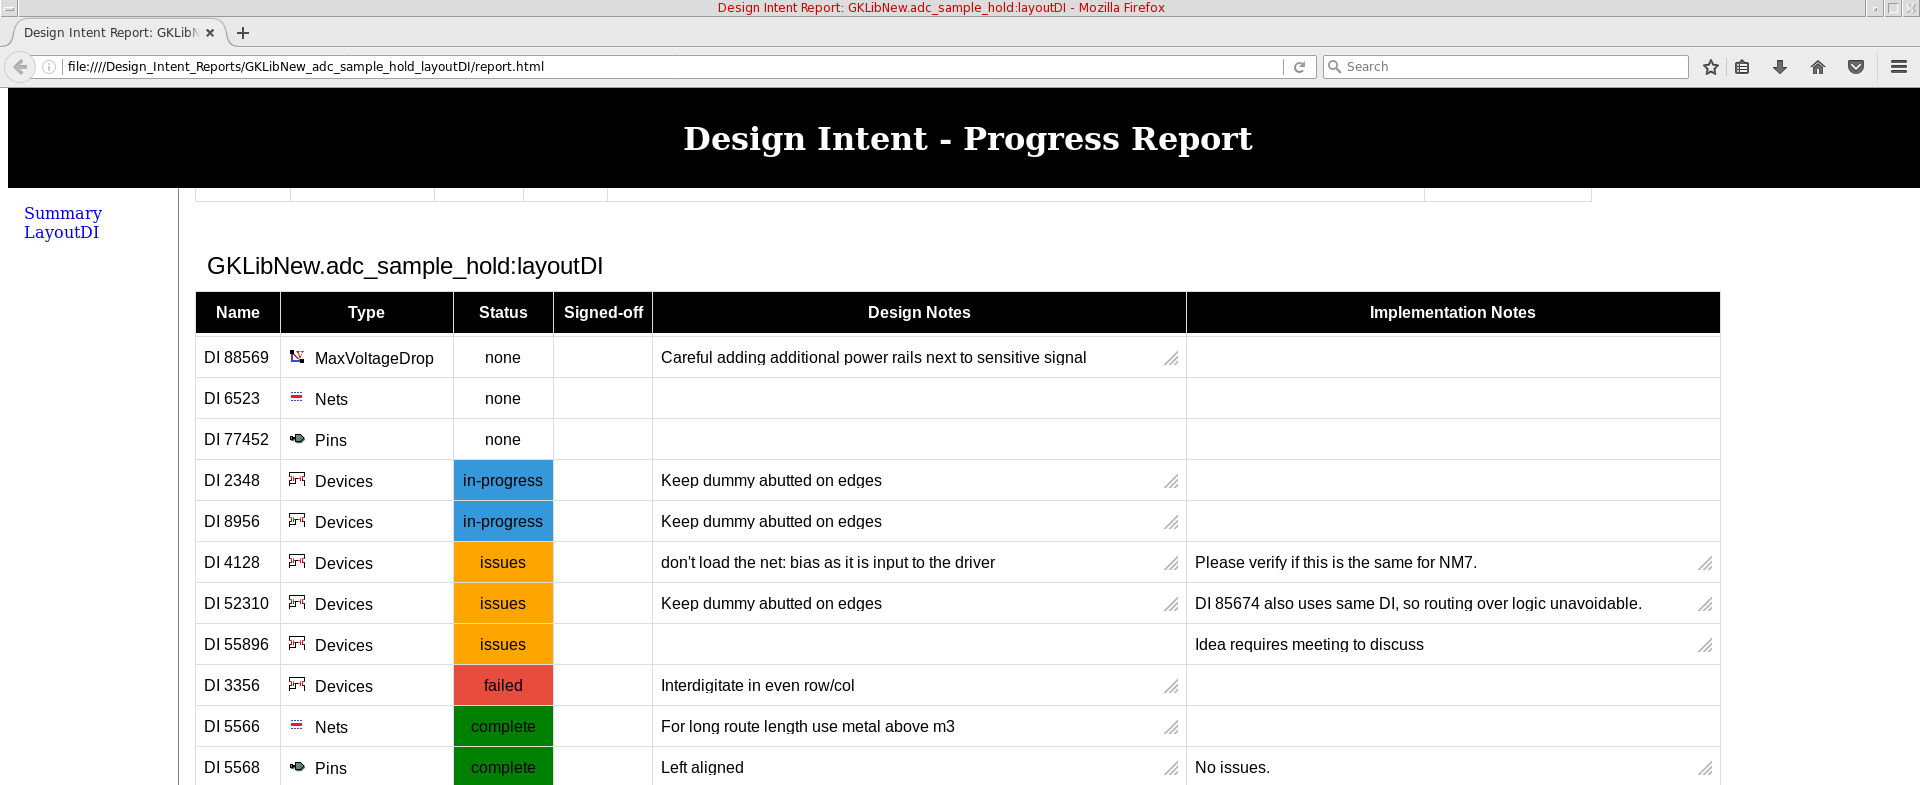 Design Intent Report: GKLibNew.adc_sample_hold:layoutDI - Mozilla Firefox
Design Intent Report: GKLibN
file:////Design_Intent_Reports/GKLibNew_adc_sample_hold_layoutDI/report.html
Search
Design Intent - Progress Report
Summary
LayoutDI
GKLibNew.adc_sample_hold:layoutDI
Name Type Status Signed-off Design Notes Implementation Notes
DI 88569 MaxVoltageDrop none Careful adding additional power rails next to sensitive signal
DI 6523 Nets none
DI 77452 Pins none
DI 2348 Devices in-progress Keep dummy abutted on edges
DI 8956 Devices in-progress Keep dummy abutted on edges
DI 4128 Devices issues don't load the net: bias as it is input to the driver Please verify if this is the same for NM7.
DI 52310 Devices issues Keep dummy abutted on edges DI 85674 also uses same DI, so routing over logic unavoidable.
DI 55896 Devices issues Idea requires meeting to discuss
DI 3356 Devices failed Interdigitate in even row/col
DI 5566 Nets complete For long route length use metal above m3
DI 5568 Pins complete Left aligned No issues.